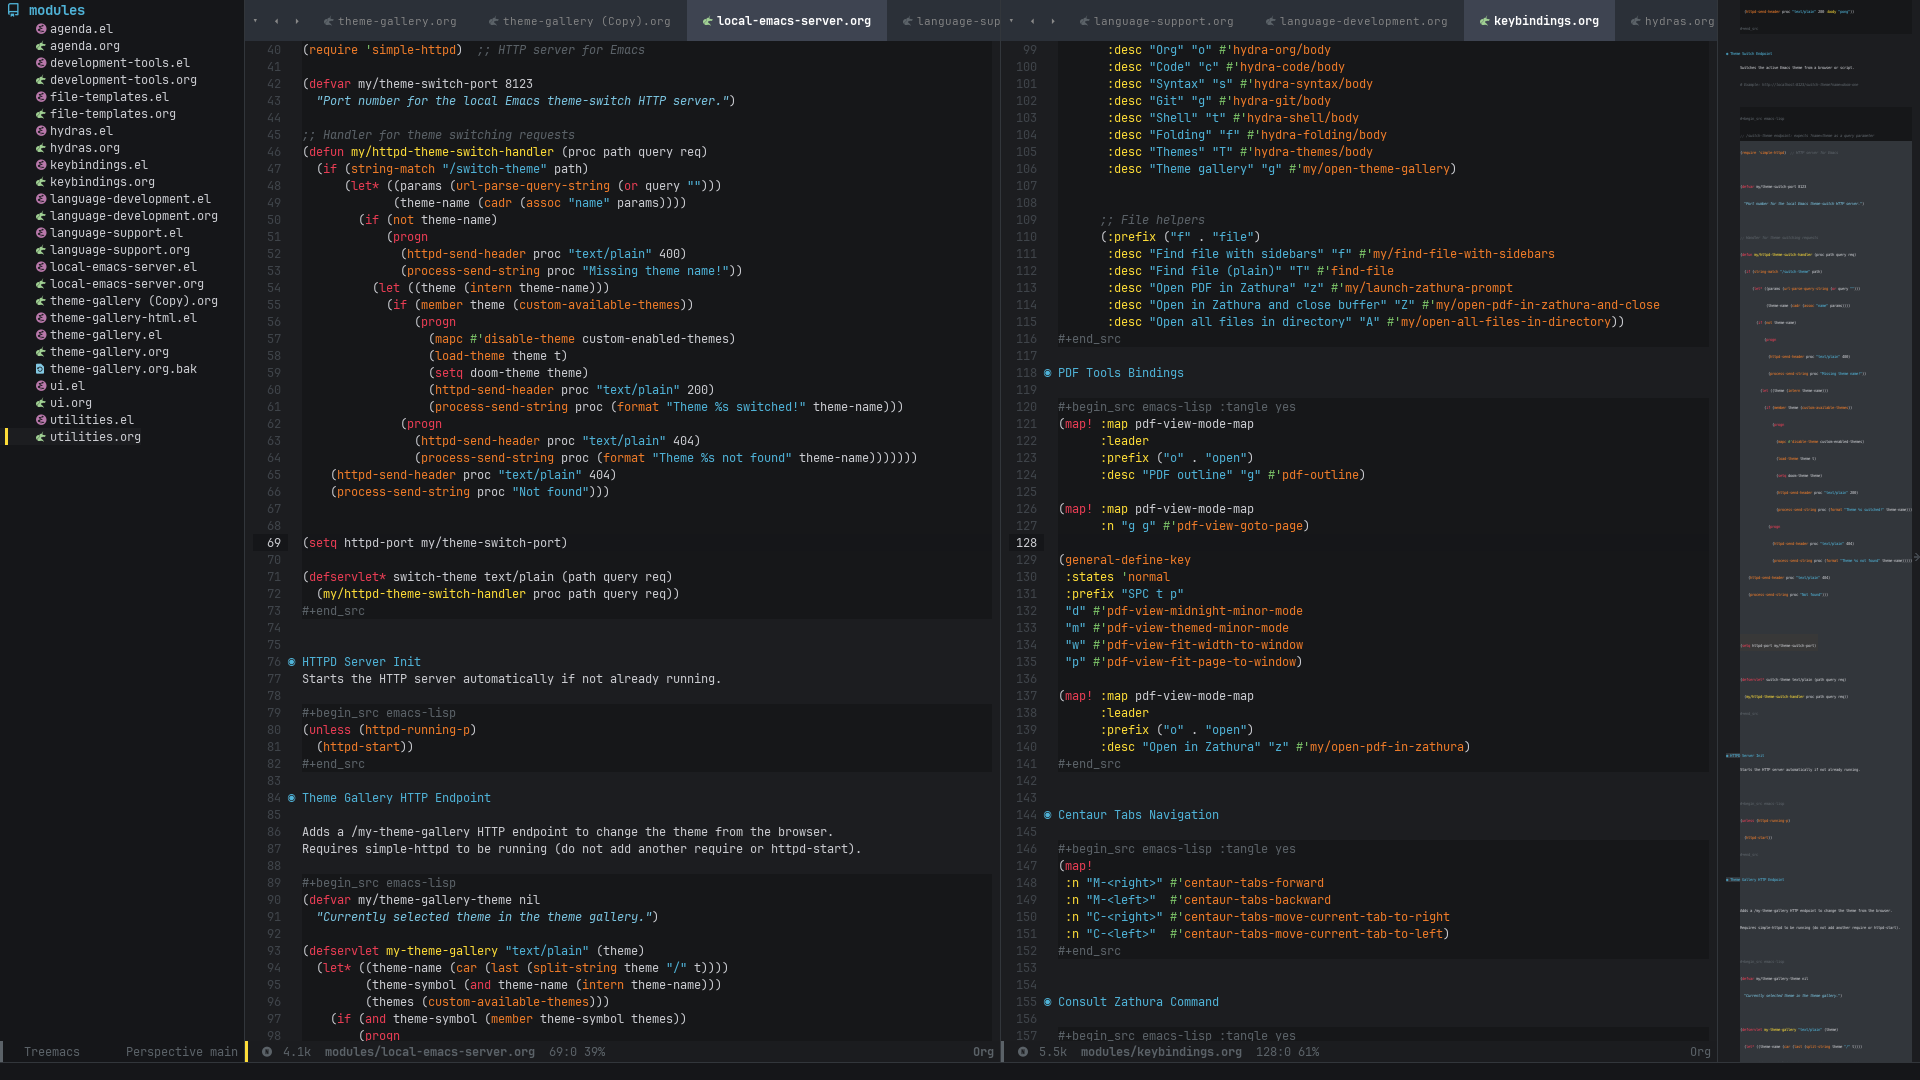 modules
agenda.el
agenda.org
development-tools.el
development-tools.org
file-templates.el
file-templates.org
hydras.el
hydras.org
keybindings.el
keybindings.org
language-development.el
language-development.org
language-support.el
language-support.org
local-emacs-server.el
local-emacs-server.org
theme-gallery (Copy).org
theme-gallery-html.el
theme-gallery.el
theme-gallery.org
theme-gallery.org.bak
ui.el
ui.org
utilities.el
utilities.org
Treemacs Perspective main
theme-gallery.org theme-gallery (Copy).org local-emacs-server.org language-sup
40 (require 'simple-httpd)  ;; HTTP server for Emacs
41
42 (defvar my/theme-switch-port 8123
43   "Port number for the local Emacs theme-switch HTTP server.")
44
45 ;; Handler for theme switching requests
46 (defun my/httpd-theme-switch-handler (proc path query req)
47   (if (string-match "/switch-theme" path)
48       (let* ((params (url-parse-query-string (or query "")))
49              (theme-name (cadr (assoc "name" params))))
50         (if (not theme-name)
51             (progn
52               (httpd-send-header proc "text/plain" 400)
53               (process-send-string proc "Missing theme name!"))
54           (let ((theme (intern theme-name)))
55             (if (member theme (custom-available-themes))
56                 (progn
57                   (mapc #'disable-theme custom-enabled-themes)
58                   (load-theme theme t)
59                   (setq doom-theme theme)
60                   (httpd-send-header proc "text/plain" 200)
61                   (process-send-string proc (format "Theme %s switched!" theme-name)))
62               (progn
63                 (httpd-send-header proc "text/plain" 404)
64                 (process-send-string proc (format "Theme %s not found" theme-name)))))))
65     (httpd-send-header proc "text/plain" 404)
66     (process-send-string proc "Not found")))
67
68
69 (setq httpd-port my/theme-switch-port)
70
71 (defservlet* switch-theme text/plain (path query req)
72   (my/httpd-theme-switch-handler proc path query req))
73 #+end_src
74
75
76 ◉ HTTPD Server Init
77 Starts the HTTP server automatically if not already running.
78
79 #+begin_src emacs-lisp
80 (unless (httpd-running-p)
81   (httpd-start))
82 #+end_src
83
84 ◉ Theme Gallery HTTP Endpoint
85
86 Adds a /my-theme-gallery HTTP endpoint to change the theme from the browser.
87 Requires simple-httpd to be running (do not add another require or httpd-start).
88
89 #+begin_src emacs-lisp
90 (defvar my/theme-gallery-theme nil
91   "Currently selected theme in the theme gallery.")
92
93 (defservlet my-theme-gallery "text/plain" (theme)
94   (let* ((theme-name (car (last (split-string theme "/" t))))
95          (theme-symbol (and theme-name (intern theme-name)))
96          (themes (custom-available-themes)))
97     (if (and theme-symbol (member theme-symbol themes))
98         (progn
4.1k modules/local-emacs-server.org 69:0 39% Org
language-support.org language-development.org keybindings.org hydras.org
99        :desc "Org" "o" #'hydra-org/body
100       :desc "Code" "c" #'hydra-code/body
101       :desc "Syntax" "s" #'hydra-syntax/body
102       :desc "Git" "g" #'hydra-git/body
103       :desc "Shell" "t" #'hydra-shell/body
104       :desc "Folding" "f" #'hydra-folding/body
105       :desc "Themes" "T" #'hydra-themes/body
106       :desc "Theme gallery" "g" #'my/open-theme-gallery)
107
108
109      ;; File helpers
110      (:prefix ("f" . "file")
111       :desc "Find file with sidebars" "f" #'my/find-file-with-sidebars
112       :desc "Find file (plain)" "T" #'find-file
113       :desc "Open PDF in Zathura" "z" #'my/launch-zathura-prompt
114       :desc "Open in Zathura and close buffer" "Z" #'my/open-pdf-in-zathura-and-close
115       :desc "Open all files in directory" "A" #'my/open-all-files-in-directory))
116 #+end_src
117
118 ◉ PDF Tools Bindings
119
120 #+begin_src emacs-lisp :tangle yes
121 (map! :map pdf-view-mode-map
122      :leader
123      :prefix ("o" . "open")
124      :desc "PDF outline" "g" #'pdf-outline)
125
126 (map! :map pdf-view-mode-map
127      :n "g g" #'pdf-view-goto-page)
128
129 (general-define-key
130  :states 'normal
131  :prefix "SPC t p"
132  "d" #'pdf-view-midnight-minor-mode
133  "m" #'pdf-view-themed-minor-mode
134  "w" #'pdf-view-fit-width-to-window
135  "p" #'pdf-view-fit-page-to-window)
136
137 (map! :map pdf-view-mode-map
138      :leader
139      :prefix ("o" . "open")
140      :desc "Open in Zathura" "z" #'my/open-pdf-in-zathura)
141 #+end_src
142
143
144 ◉ Centaur Tabs Navigation
145
146 #+begin_src emacs-lisp :tangle yes
147 (map!
148  :n "M-<right>" #'centaur-tabs-forward
149  :n "M-<left>"  #'centaur-tabs-backward
150  :n "C-<right>" #'centaur-tabs-move-current-tab-to-right
151  :n "C-<left>"  #'centaur-tabs-move-current-tab-to-left)
152 #+end_src
153
154
155 ◉ Consult Zathura Command
156
157 #+begin_src emacs-lisp :tangle yes
5.5k modules/keybindings.org 128:0 61% Org